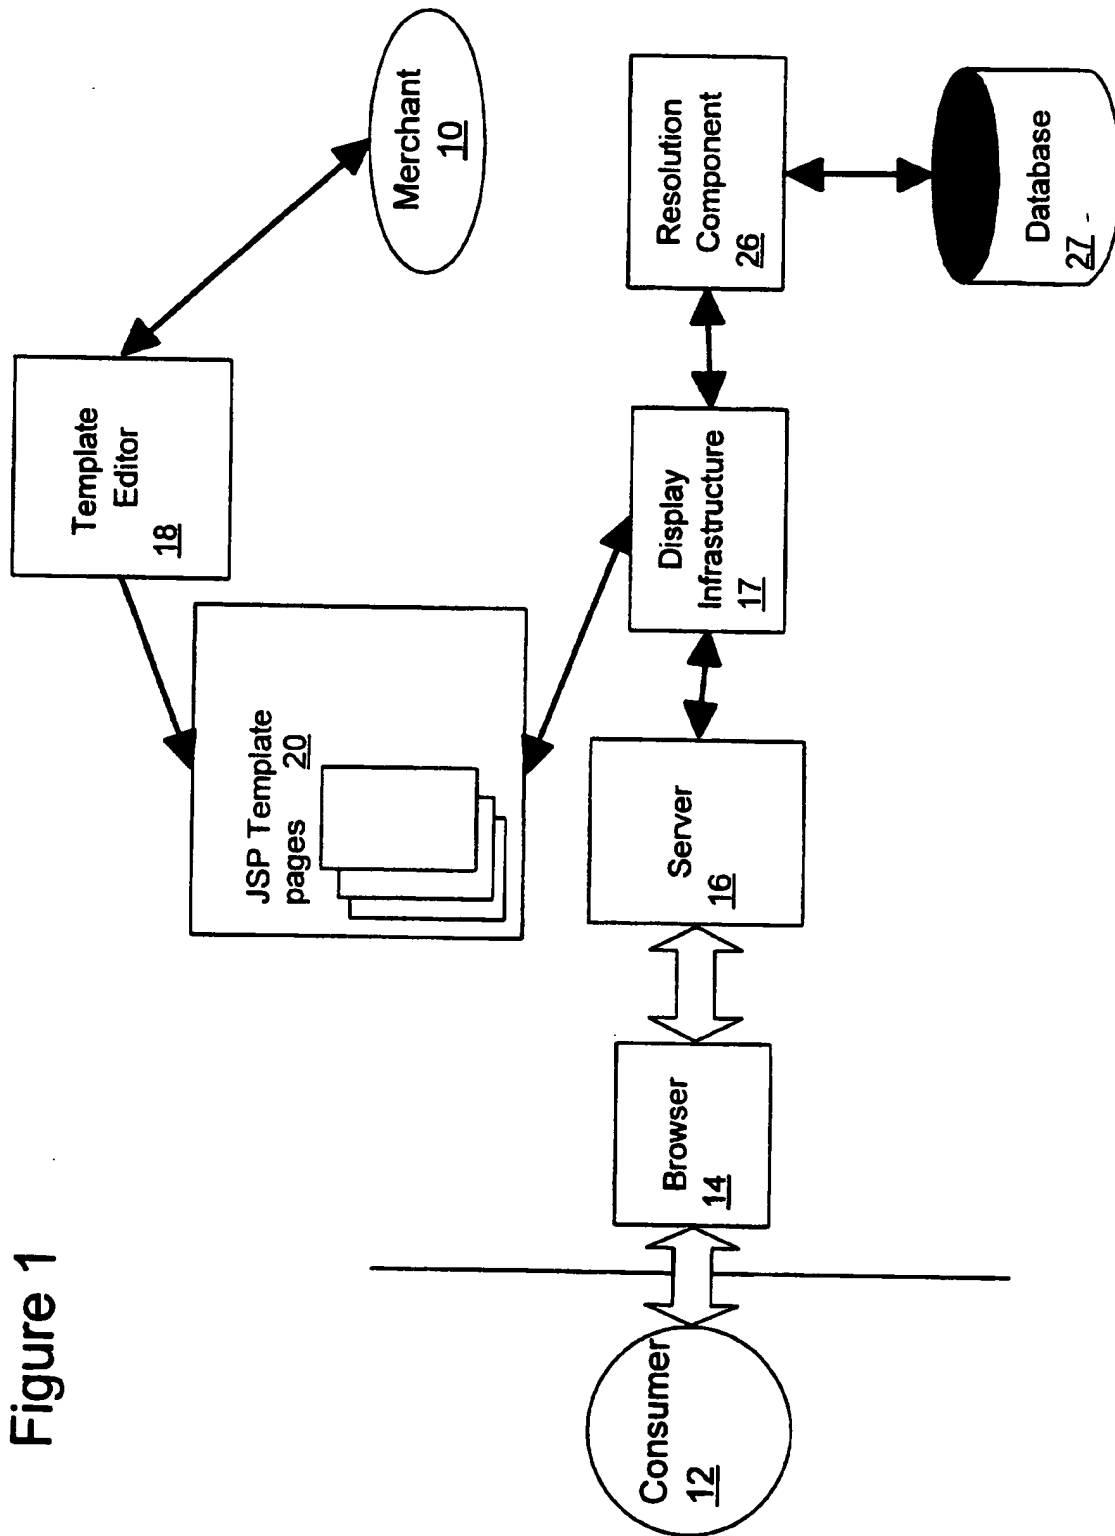 Figure 1
Template
Editor
18
Merchant
10
JSP Template
pages 20
Consumer
12
Browser
14
Server
16
Display
Infrastructure
17
Resolution
Component
26
Database
27